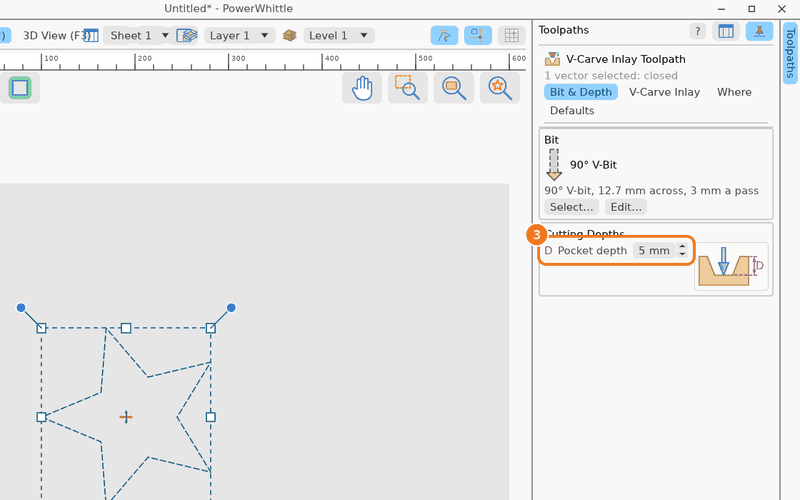 Untitled* - PowerWhittle
3D View (F3)
Sheet 1
Layer 1
Level 1
100
200
300
400
500
600
Toolpaths
?
V-Carve Inlay Toolpath
1 vector selected: closed
Bit & Depth
V-Carve Inlay
Where
Defaults
Bit
90° V-Bit
90° V-bit, 12.7 mm across, 3 mm a pass
Select...
Edit...
Cutting Depths
3
D Pocket depth 5 mm
D
Toolpaths